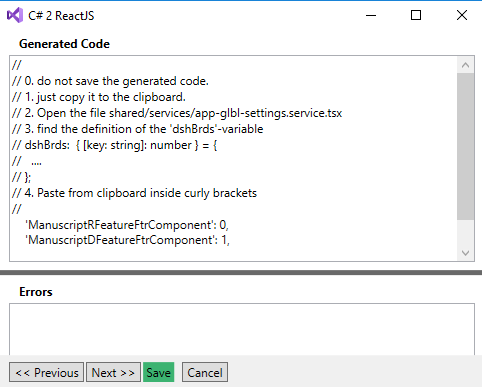 C# 2 ReactJS
Generated Code
//
// 0. do not save the generated code.
// 1. just copy it to the clipboard.
// 2. Open the file shared/services/app-glbl-settings.service.tsx
// 3. find the definition of the 'dshBrds'-variable
// dshBrds:  { [key: string]: number } = {
//   ....
// };
// 4. Paste from clipboard inside curly brackets
//
    'ManuscriptRFeatureFtrComponent': 0,
    'ManuscriptDFeatureFtrComponent': 1,
Errors
<< Previous Next >> Save Cancel